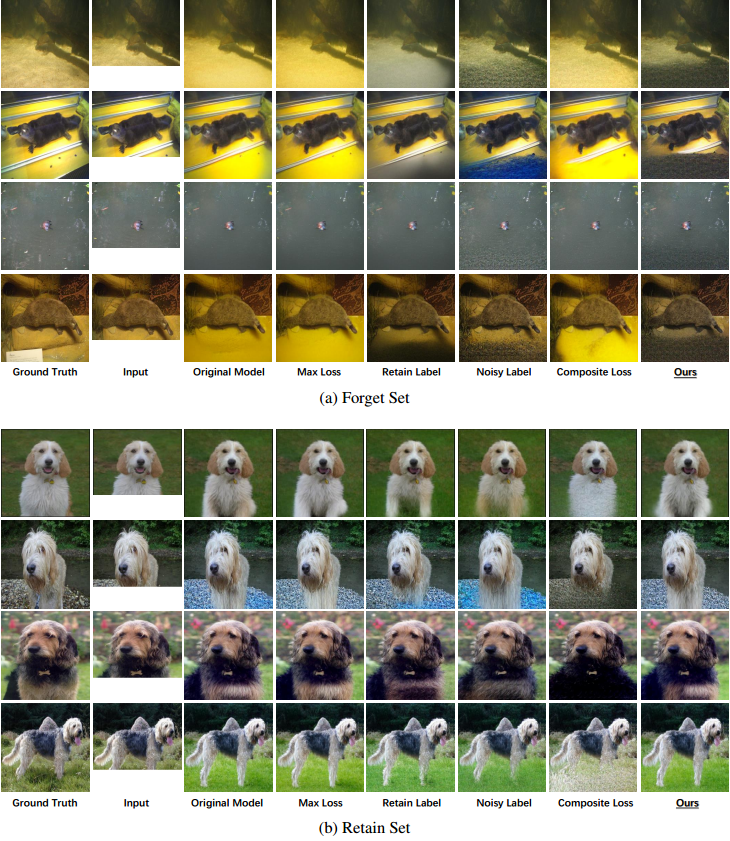 Ground Truth Input Original Model Max Loss Retain Label Noisy Label Composite Loss Ours
(a) Forget Set
Ground Truth Input Original Model Max Loss Retain Label Noisy Label Composite Loss Ours
(b) Retain Set